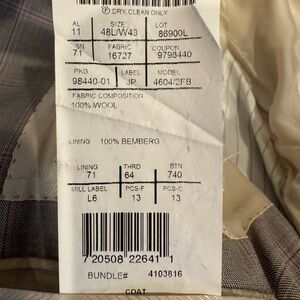 Ⓟ DRY CLEAN ONLY
AL SIZE LOT
11 48L/W43 86900L
SN FABRIC COUPON
71 16727 9798440
PKG LABEL MODEL
98440-01 JP 4604/2FB
FABRIC COMPOSITION
100% WOOL
LINING 100% BEMBERG
LINING THRD BTN
71 64 740
MILL LABEL PCS-F PCS-C
L6 13 13
7 20508 22641 1
BUNDLE# 4103816
COAT